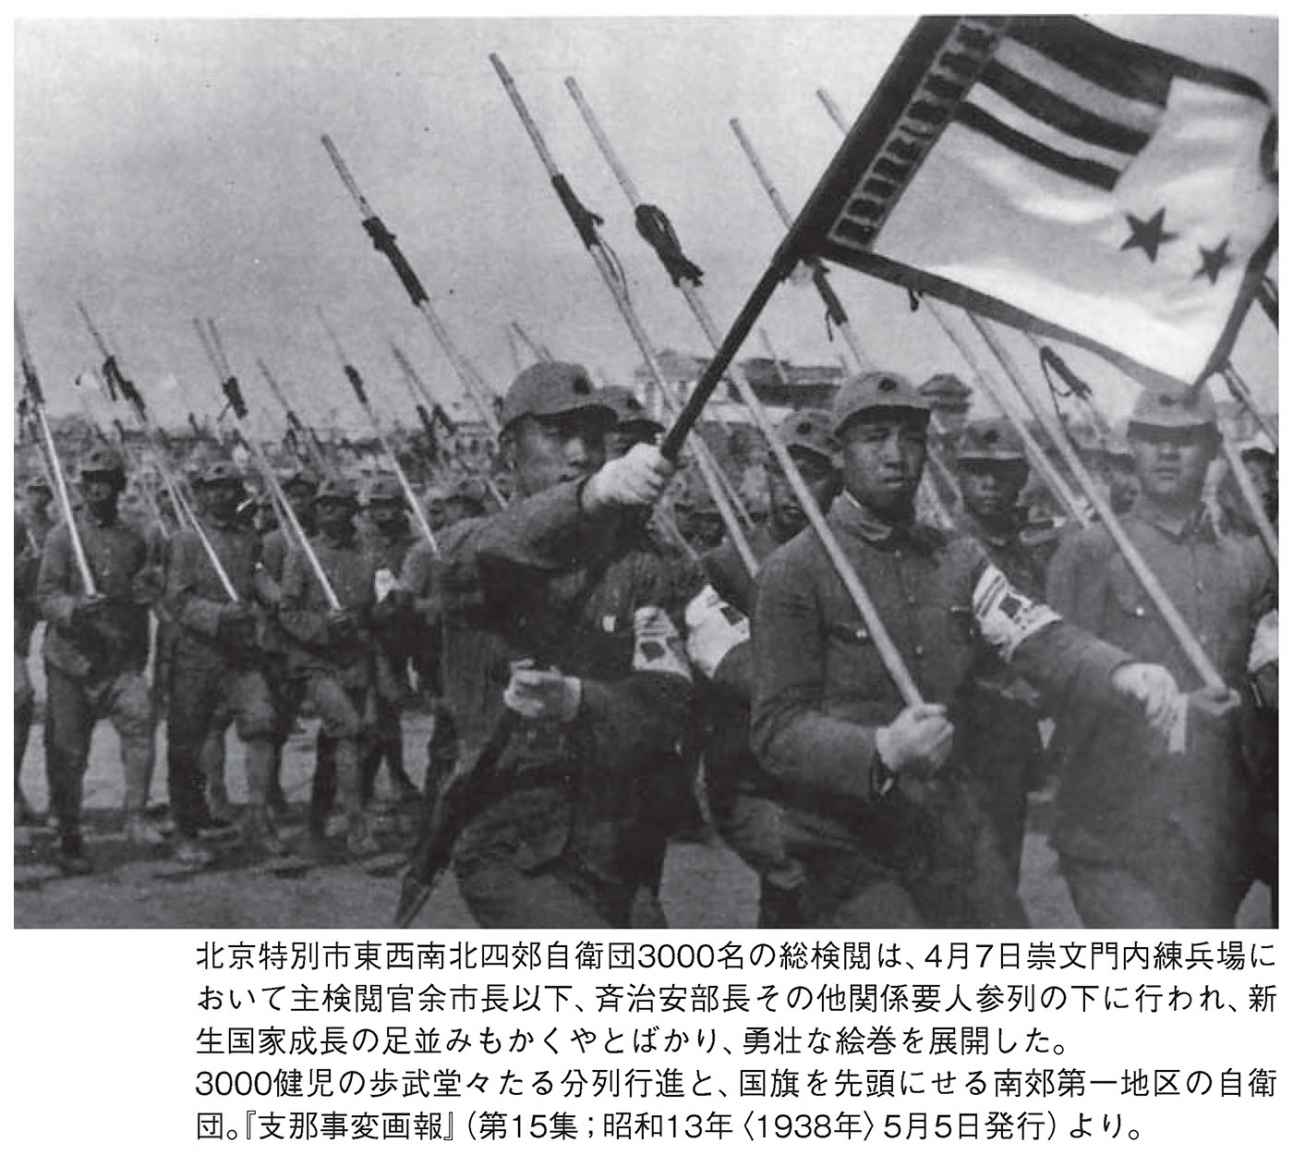 北京特別市東西南北四郊自衛団3000名の総検閲は、4月7日崇文門内練兵場に
おいて主検閲官余市長以下、斉治安部長その他関係要人参列の下に行われ、新
生国家成長の足並みもかくやとばかり、勇壮な絵巻を展開した。
3000健児の歩武堂々たる分列行進と、国旗を先頭にせる南郊第一地区の自衛
団。『支那事変画報』（第15集；昭和13年〈1938年〉5月5日発行）より。